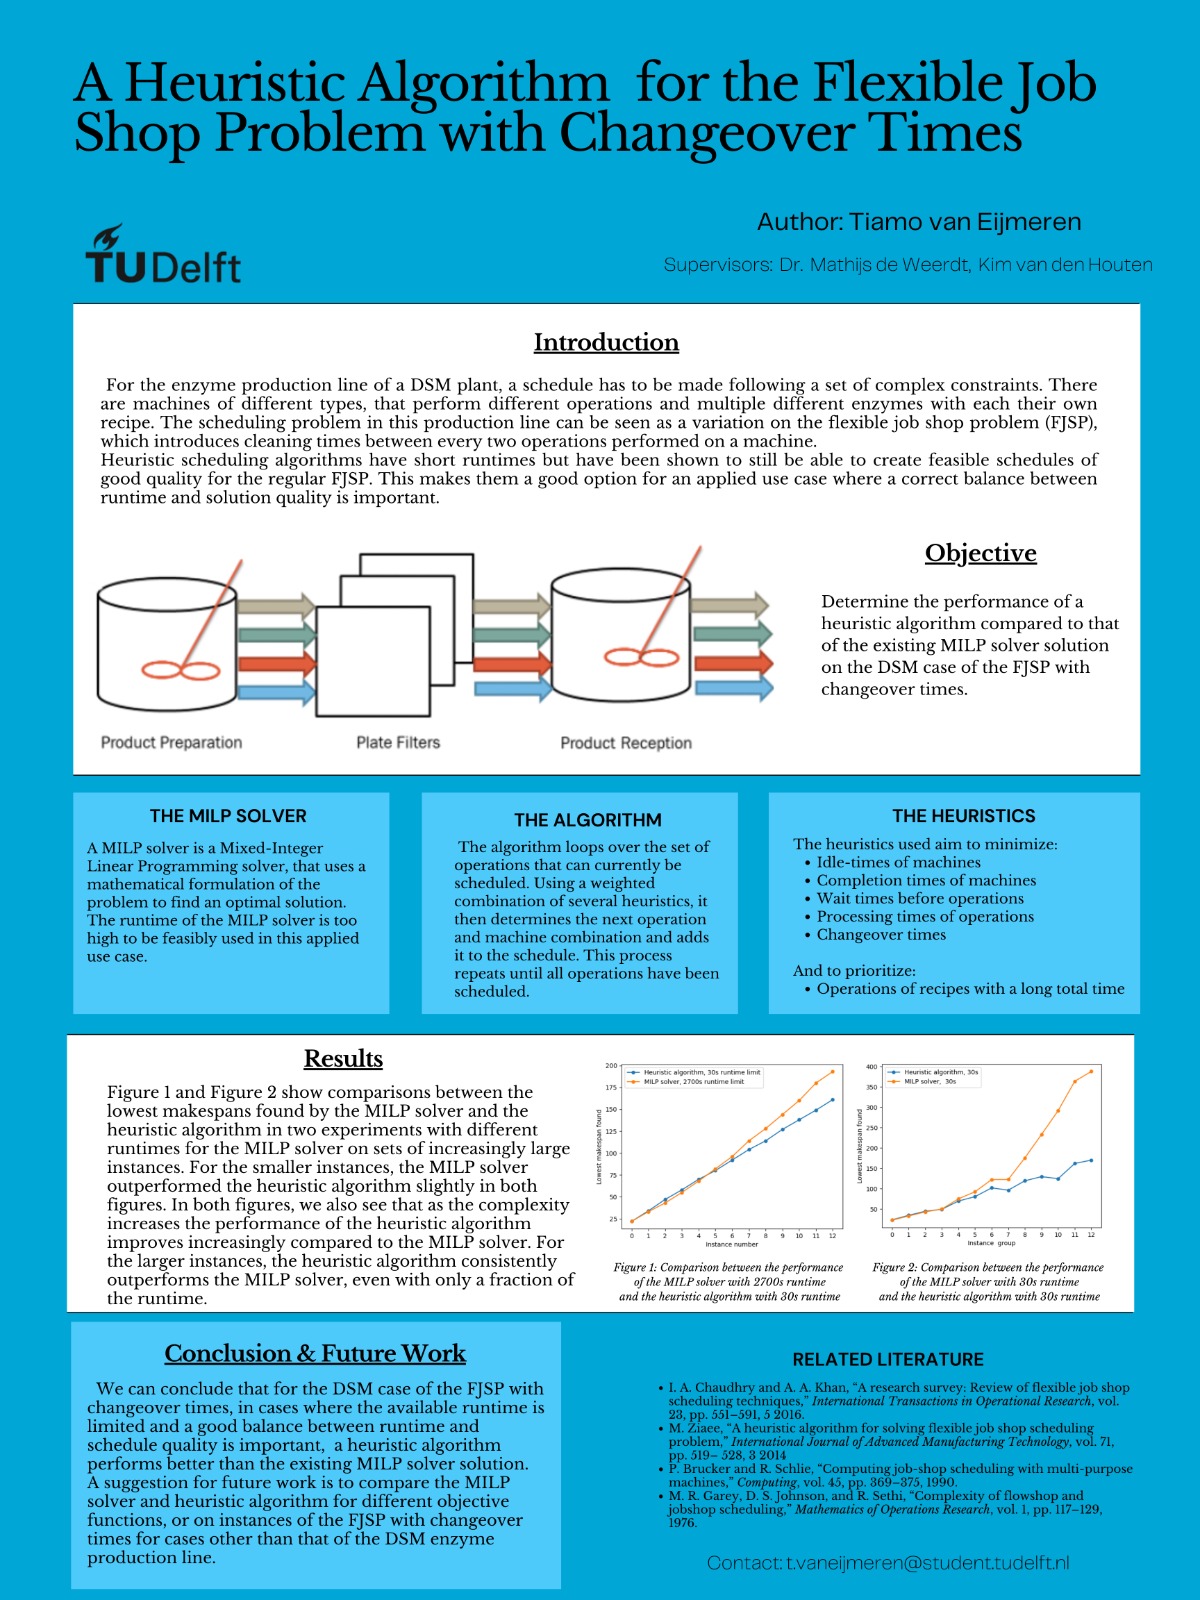 A Heuristic Algorithm for the Flexible Job
Shop Problem with Changeover Times
Author: Tiamo van Eijmeren
TU Delft
Supervisors: Dr. Mathijs de Weerdt, Kim van den Houten
Introduction
For the enzyme production line of a DSM plant, a schedule has to be made following a set of complex constraints. There
are machines of different types, that perform different operations and multiple different enzymes with each their own
recipe. The scheduling problem in this production line can be seen as a variation on the flexible job shop problem (FJSP),
which introduces cleaning times between every two operations performed on a machine.
Heuristic scheduling algorithms have short runtimes but have been shown to still be able to create feasible schedules of
good quality for the regular FJSP. This makes them a good option for an applied use case where a correct balance between
runtime and solution quality is important.
Product Preparation
Plate Filters
Product Reception
Objective
Determine the performance of a
heuristic algorithm compared to that
of the existing MILP solver solution
on the DSM case of the FJSP with
changeover times.
THE MILP SOLVER
A MILP solver is a Mixed-Integer
Linear Programming solver, that uses a
mathematical formulation of the
problem to find an optimal solution.
The runtime of the MILP solver is too
high to be feasibly used in this applied
use case.
THE ALGORITHM
The algorithm loops over the set of
operations that can currently be
scheduled. Using a weighted
combination of several heuristics, it
then determines the next operation
and machine combination and adds
it to the schedule. This process
repeats until all operations have been
scheduled.
THE HEURISTICS
The heuristics used aim to minimize:
• Idle-times of machines
• Completion times of machines
• Wait times before operations
• Processing times of operations
• Changeover times
And to prioritize:
• Operations of recipes with a long total time
Results
Figure 1 and Figure 2 show comparisons between the
lowest makespans found by the MILP solver and the
heuristic algorithm in two experiments with different
runtimes for the MILP solver on sets of increasingly large
instances. For the smaller instances, the MILP solver
outperformed the heuristic algorithm slightly in both
figures. In both figures, we also see that as the complexity
increases the performance of the heuristic algorithm
improves increasingly compared to the MILP solver. For
the larger instances, the heuristic algorithm consistently
outperforms the MILP solver, even with only a fraction of
the runtime.
Heuristic algorithm, 30s runtime limit
MILP solver, 2700s runtime limit
Lowest makespan found
200
175
150
125
100
75
50
25
0 1 2 3 4 5 6 7 8 9 10 11 12
Instance number
Figure 1: Comparison between the performance
of the MILP solver with 2700s runtime
and the heuristic algorithm with 30s runtime
Heuristic algorithm, 30s
MILP solver, 30s
Lowest makespan found
400
350
300
250
200
150
100
50
0 1 2 3 4 5 6 7 8 9 10 11 12
Instance group
Figure 2: Comparison between the performance
of the MILP solver with 30s runtime
and the heuristic algorithm with 30s runtime
Conclusion & Future Work
We can conclude that for the DSM case of the FJSP with
changeover times, in cases where the available runtime is
limited and a good balance between runtime and
schedule quality is important, a heuristic algorithm
performs better than the existing MILP solver solution.
A suggestion for future work is to compare the MILP
solver and heuristic algorithm for different objective
functions, or on instances of the FJSP with changeover
times for cases other than that of the DSM enzyme
production line.
RELATED LITERATURE
• I. A. Chaudhry and A. A. Khan, “A research survey: Review of flexible job shop
scheduling techniques,” International Transactions in Operational Research, vol.
23, pp. 551–591, 5 2016.
• M. Ziaee, “A heuristic algorithm for solving flexible job shop scheduling
problem,” International Journal of Advanced Manufacturing Technology, vol. 71,
pp. 519– 528, 3 2014
• P. Brucker and R. Schlie, “Computing job-shop scheduling with multi-purpose
machines,” Computing, vol. 45, pp. 369–375, 1990.
• M. R. Garey, D. S. Johnson, and R. Sethi, “Complexity of flowshop and
jobshop scheduling,” Mathematics of Operations Research, vol. 1, pp. 117–129,
1976.
Contact: t.vaneijmeren@student.tudelft.nl